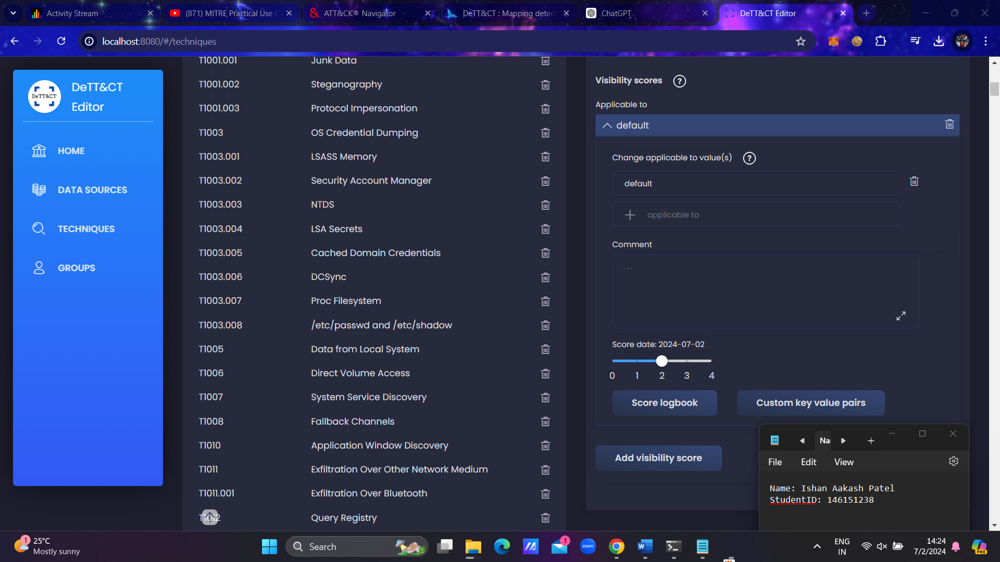 Activity Stream
(871) MITRE Practical Use C
ATT&CK® Navigator
DeTT&CT : Mapping detec
ChatGPT
DeTT&CT Editor
localhost:8080/#/techniques
DeTT&CT
DeTT&CT
Editor
HOME
DATA SOURCES
TECHNIQUES
GROUPS
T1001.001 Junk Data
T1001.002 Steganography
T1001.003 Protocol Impersonation
T1003 OS Credential Dumping
T1003.001 LSASS Memory
T1003.002 Security Account Manager
T1003.003 NTDS
T1003.004 LSA Secrets
T1003.005 Cached Domain Credentials
T1003.006 DCSync
T1003.007 Proc Filesystem
T1003.008 /etc/passwd and /etc/shadow
T1005 Data from Local System
T1006 Direct Volume Access
T1007 System Service Discovery
T1008 Fallback Channels
T1010 Application Window Discovery
T1011 Exfiltration Over Other Network Medium
T1011.001 Exfiltration Over Bluetooth
T1012 Query Registry
Visibility scores ?
Applicable to
default
Change applicable to value(s) ?
default
applicable to
Comment
...
Score date: 2024-07-02
0 1 2 3 4
Score logbook
Custom key value pairs
Add visibility score
Na
File Edit View
Name: Ishan Aakash Patel
StudentID: 146151238
1
25°C
Mostly sunny
Search
1
zoom
W
ENG
IN
14:24
7/2/2024
PRE